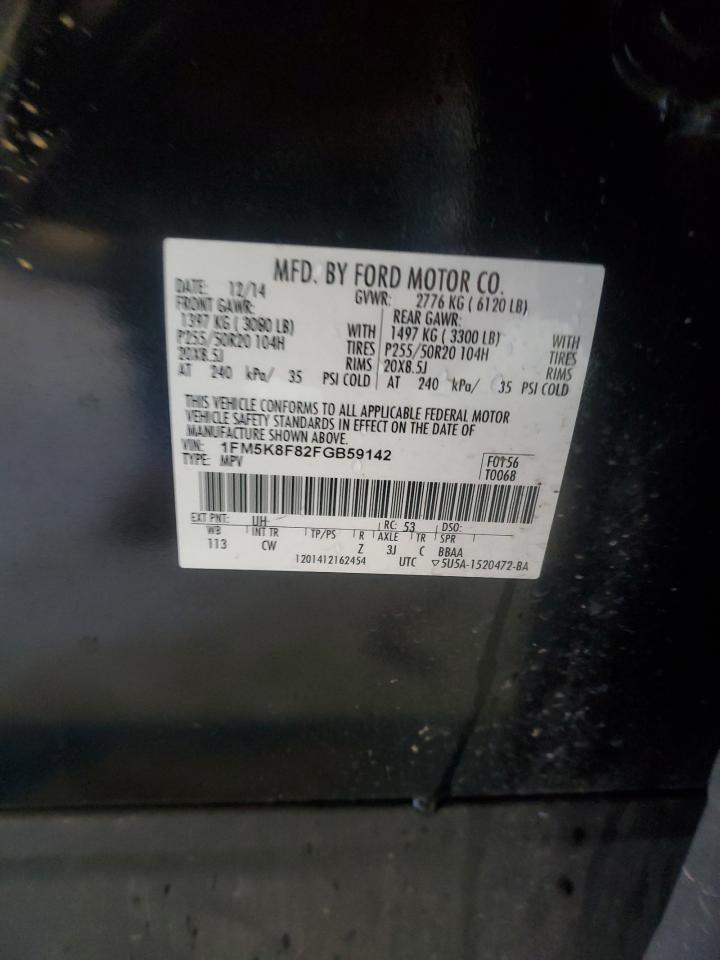 MFD. BY FORD MOTOR CO.
DATE: 12/14 GVWR: 2776 KG ( 6120 LB)
FRONT GAWR: REAR GAWR:
1397 KG ( 3080 LB) WITH 1497 KG ( 3300 LB) WITH
P255/50R20 104H TIRES P255/50R20 104H TIRES
20X8.5J RIMS 20X8.5J RIMS
AT 240 kPa/ 35 PSI COLD AT 240 kPa/ 35 PSI COLD
THIS VEHICLE CONFORMS TO ALL APPLICABLE FEDERAL MOTOR
VEHICLE SAFETY STANDARDS IN EFFECT ON THE DATE OF
MANUFACTURE SHOWN ABOVE.
VIN: 1FM5K8F82FGB59142
TYPE: MPV
F0156
T0068
EXT PNT: UH RC: 53 DSO:
WB INT TR TP/PS R AXLE TR SPR
113 CW Z 3J C BBAA
1201412162454 UTC ▽5U5A-1520472-BA